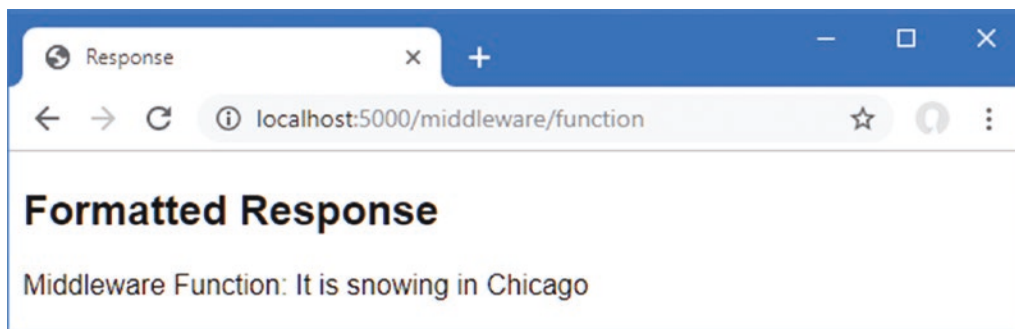 Response
localhost:5000/middleware/function
Formatted Response
Middleware Function: It is snowing in Chicago